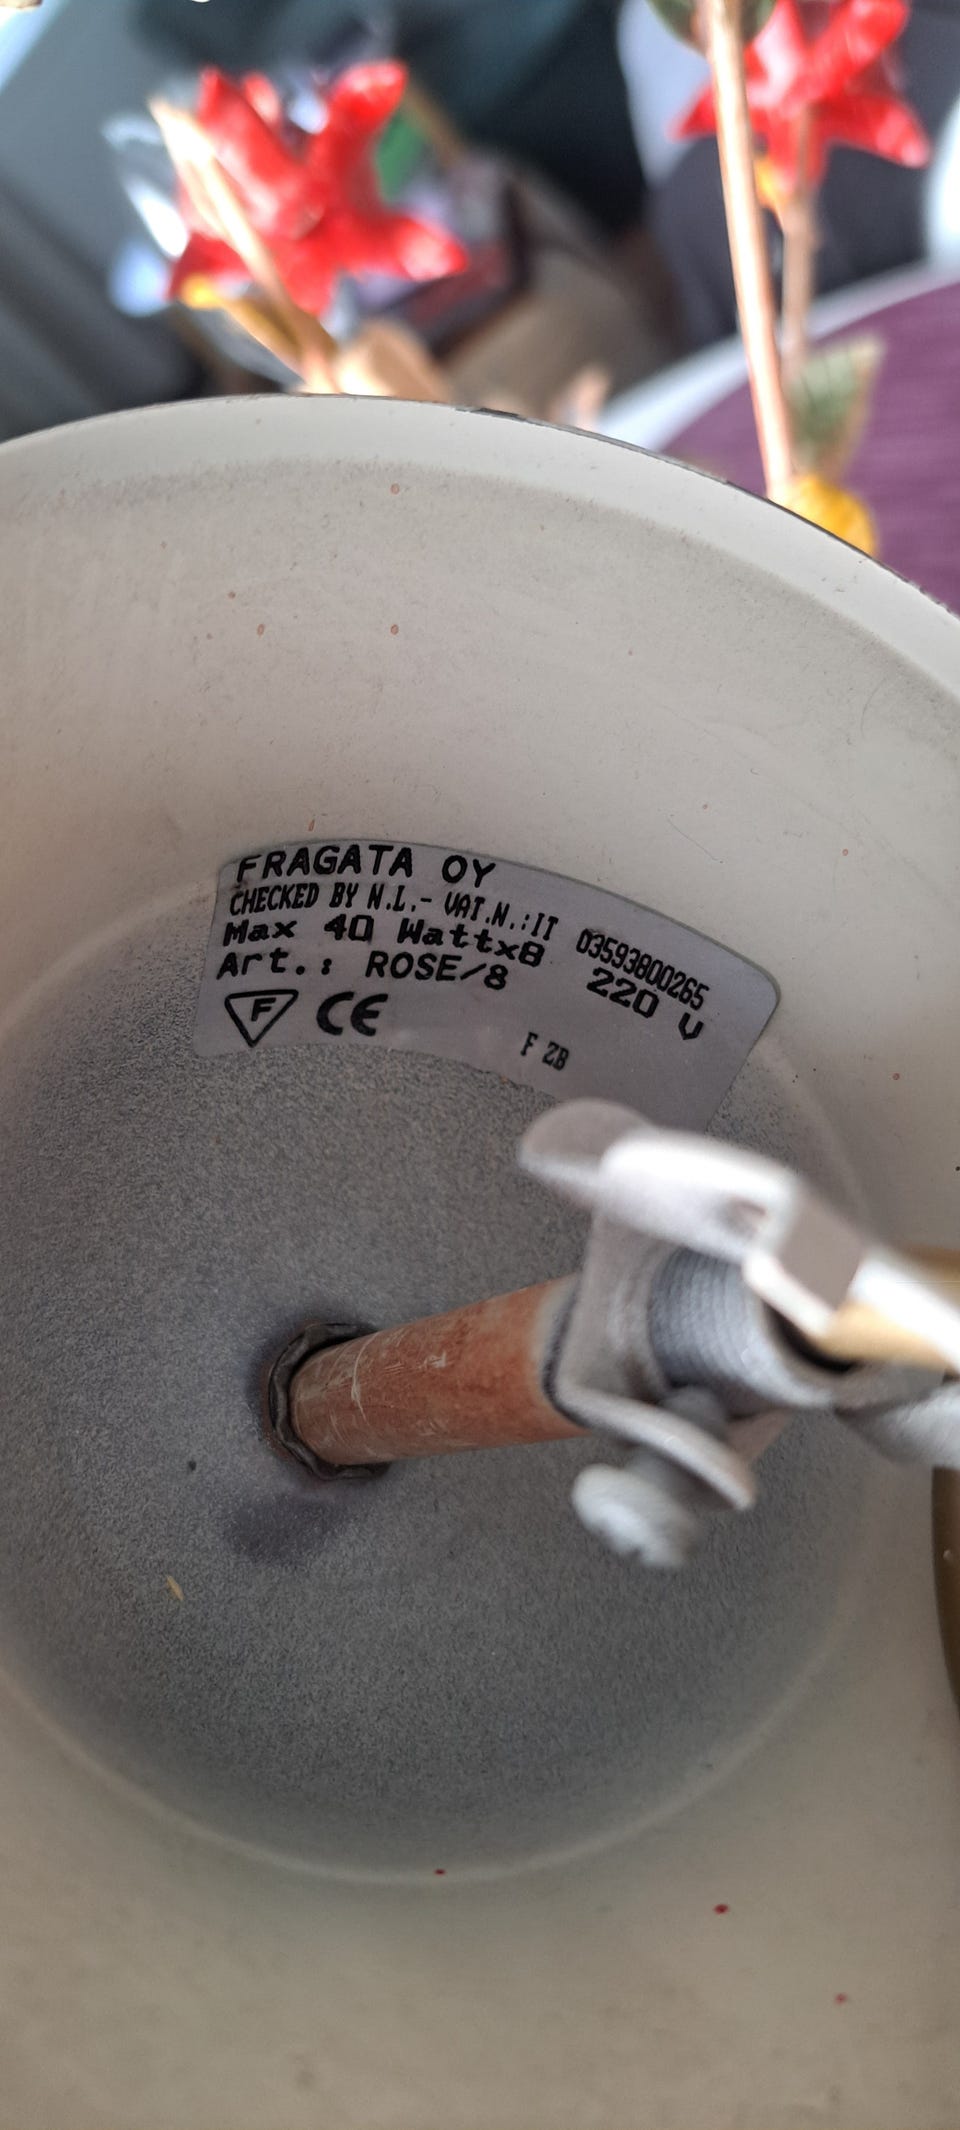 FRAGATA OY
CHECKED BY N.L.- VAT.N.:IT 03593800265
Max 40 Wattx8 220 V
Art.: ROSE/8
F CE
F ZB